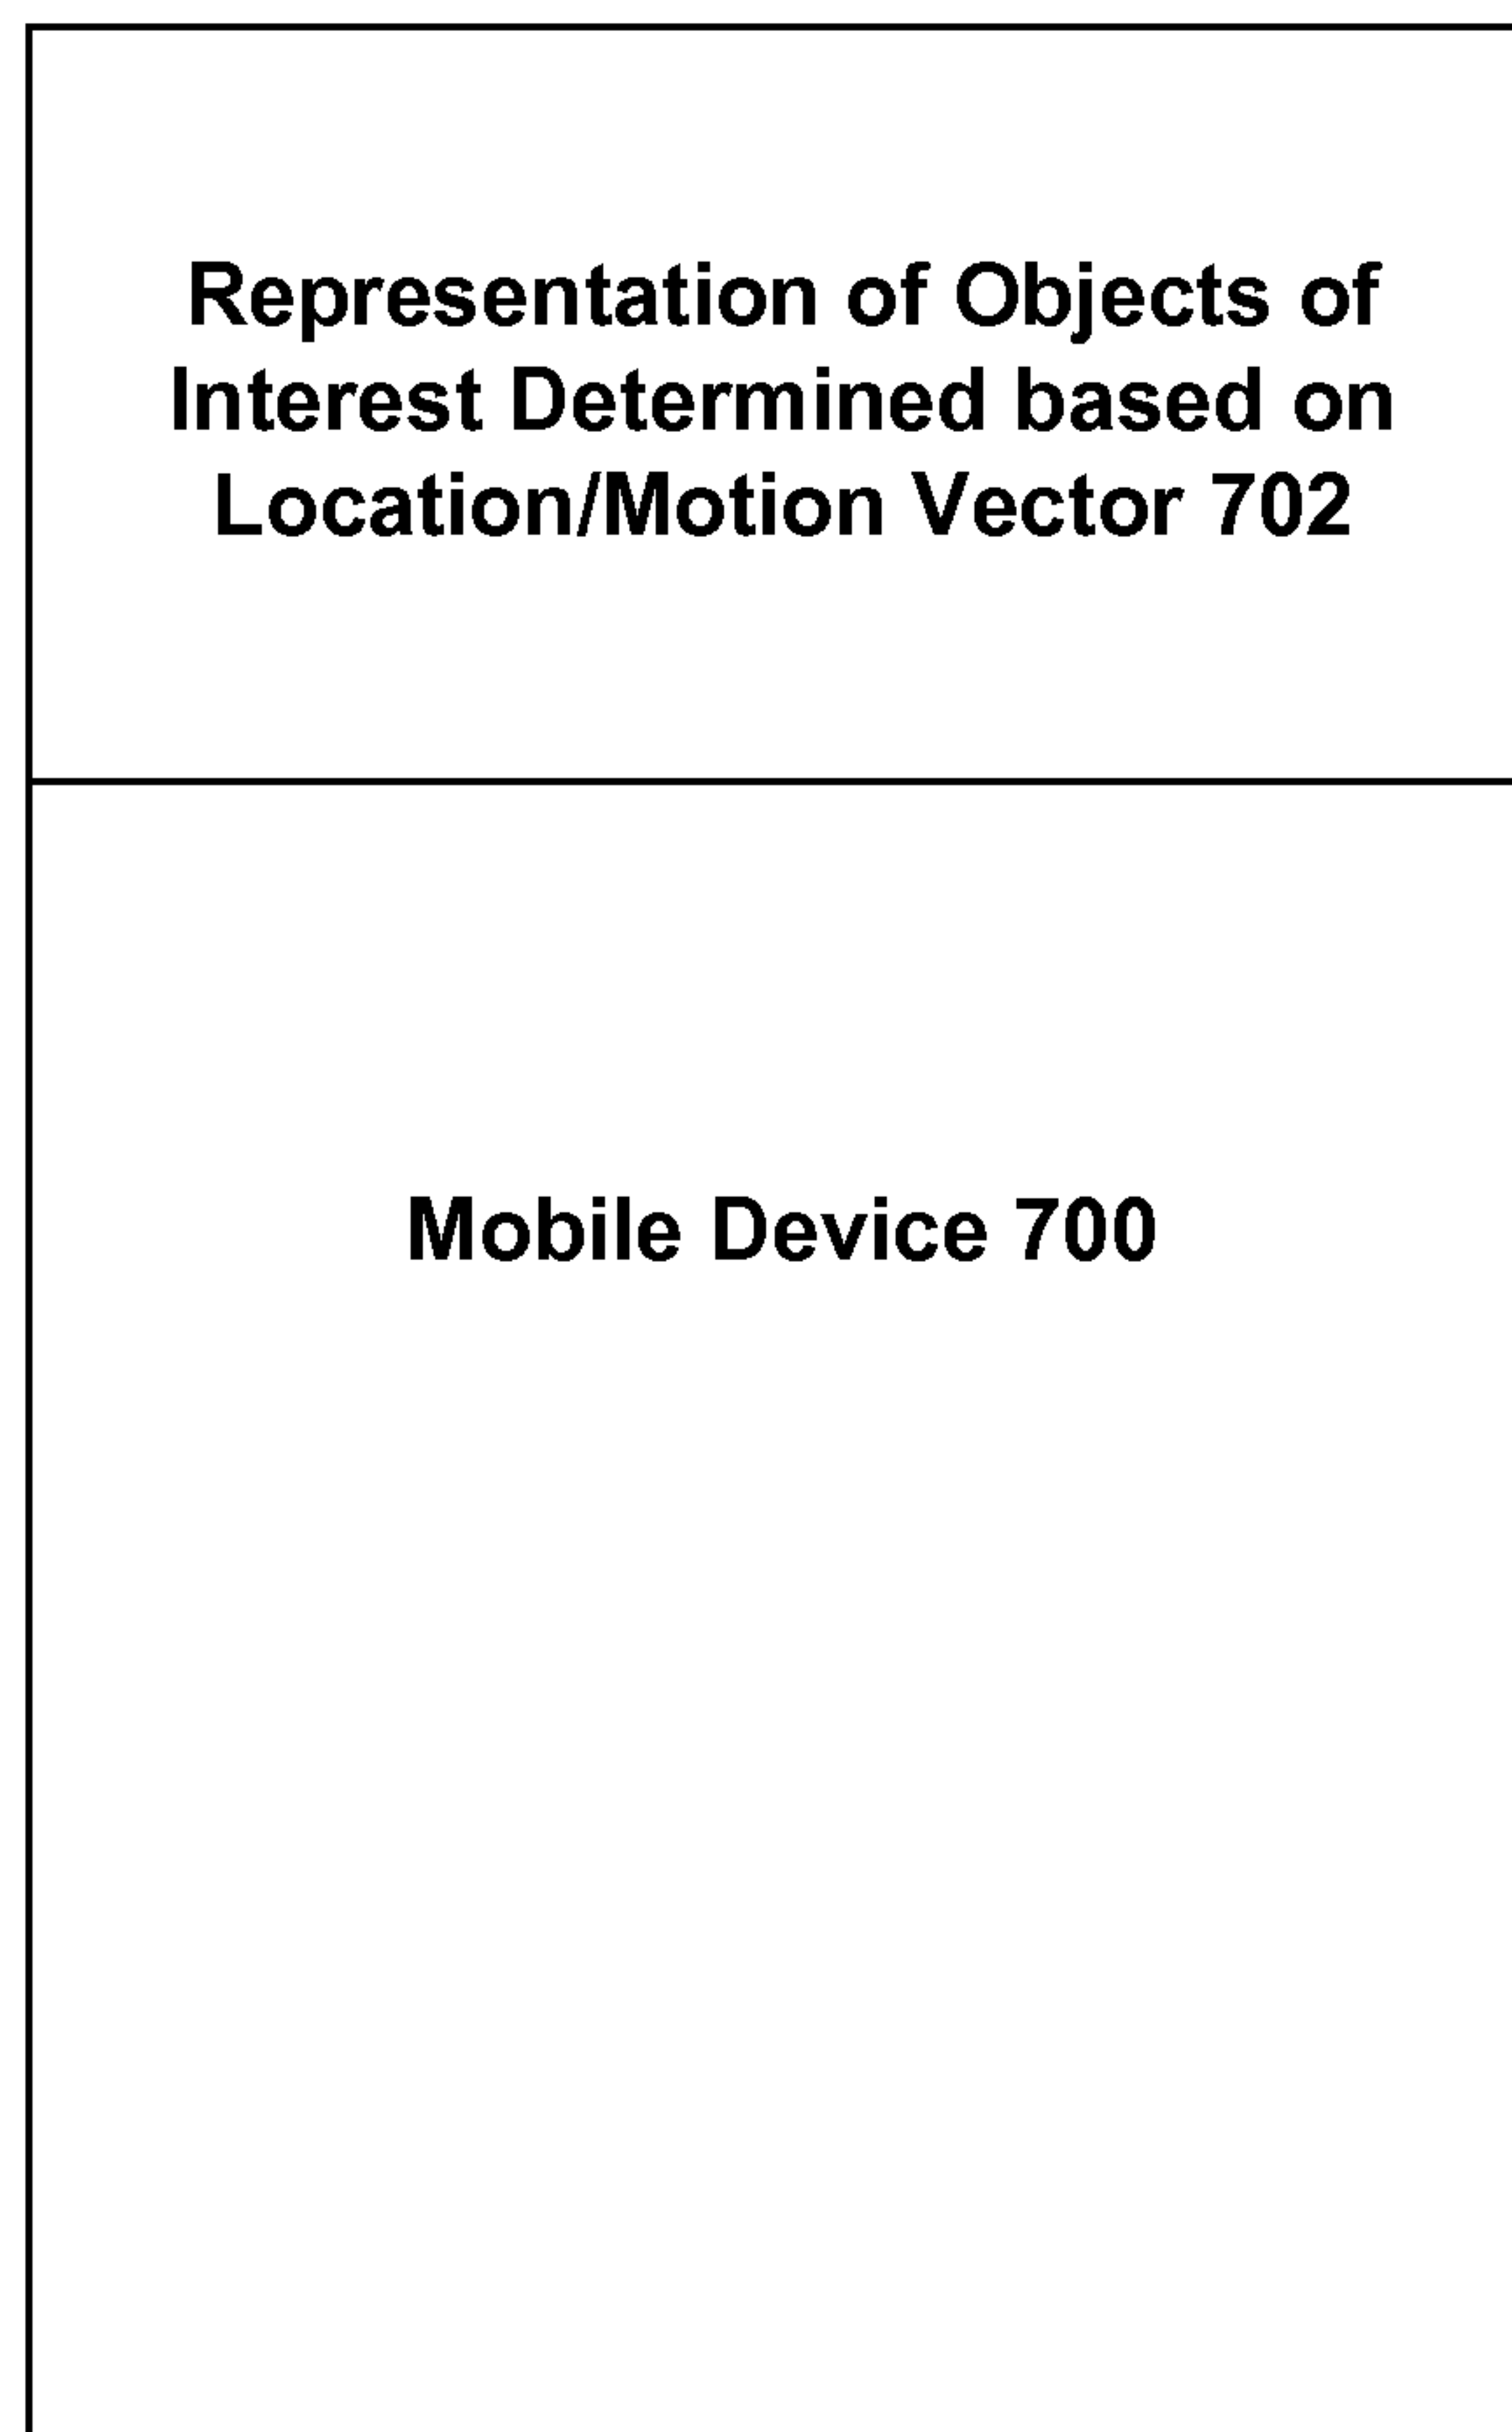 Representation of Objects of
Interest Determined based on
Location/Motion Vector 702
Mobile Device 700